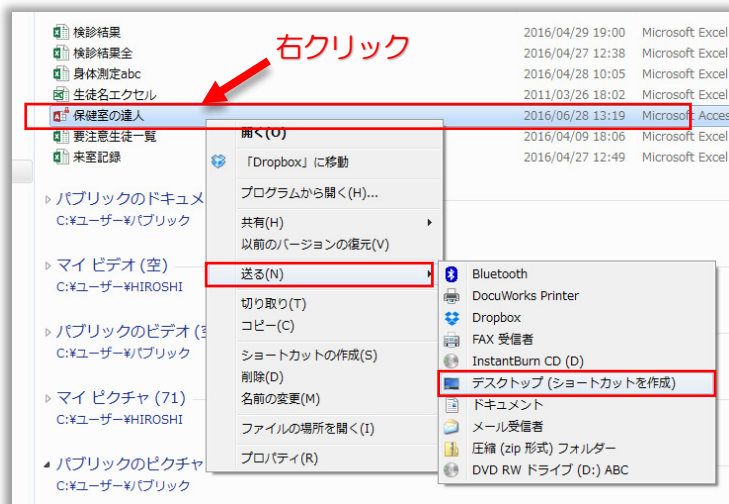 検診結果 2016/04/29 19:00 Microsoft Excel
検診結果全 2016/04/27 12:38 Microsoft Excel
身体測定abc 2016/04/28 10:05 Microsoft Excel
生徒名エクセル 2011/03/26 18:02 Microsoft Excel
保健室の達人 2016/06/28 13:19 Microsoft Acces
要注意生徒一覧 2016/04/09 18:06 Microsoft Excel
来室記録 2016/04/27 12:49 Microsoft Excel
右クリック
パブリックのドキュメ
C:¥ユーザー¥パブリック
マイ ビデオ (空)
C:¥ユーザー¥HIROSHI
パブリックのビデオ (空
C:¥ユーザー¥パブリック
マイ ピクチャ (71)
C:¥ユーザー¥HIROSHI
パブリックのピクチャ
C:¥ユーザー¥パブリック
開く(O)
「Dropbox」に移動
プログラムから開く(H)...
共有(H)
以前のバージョンの復元(V)
送る(N)
切り取り(T)
コピー(C)
ショートカットの作成(S)
削除(D)
名前の変更(M)
ファイルの場所を開く(I)
プロパティ(R)
Bluetooth
DocuWorks Printer
Dropbox
FAX 受信者
InstantBurn CD (D)
デスクトップ (ショートカットを作成)
ドキュメント
メール受信者
圧縮 (zip 形式) フォルダー
DVD RW ドライブ (D:) ABC